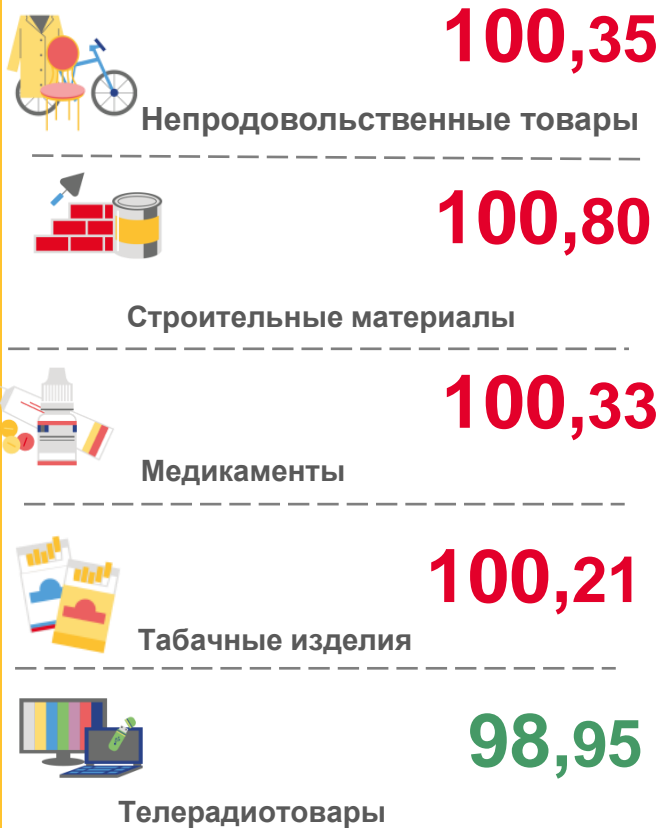 100,35
Непродовольственные товары
100,80
Строительные материалы
100,33
Медикаменты
100,21
Табачные изделия
98,95
Телерадиотовары